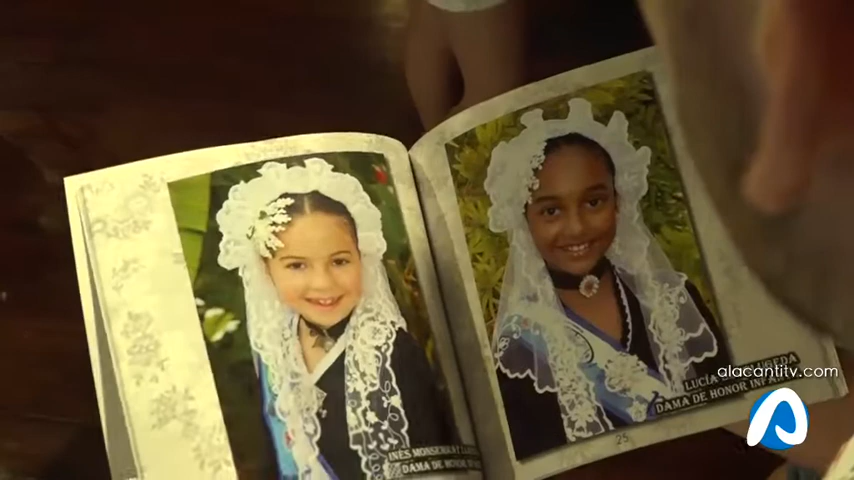 INÉS MONSERRAT
DAMA DE HONOR
LUCÍA
DAMA DE HONOR INFANTIL
25
alacantitv.com